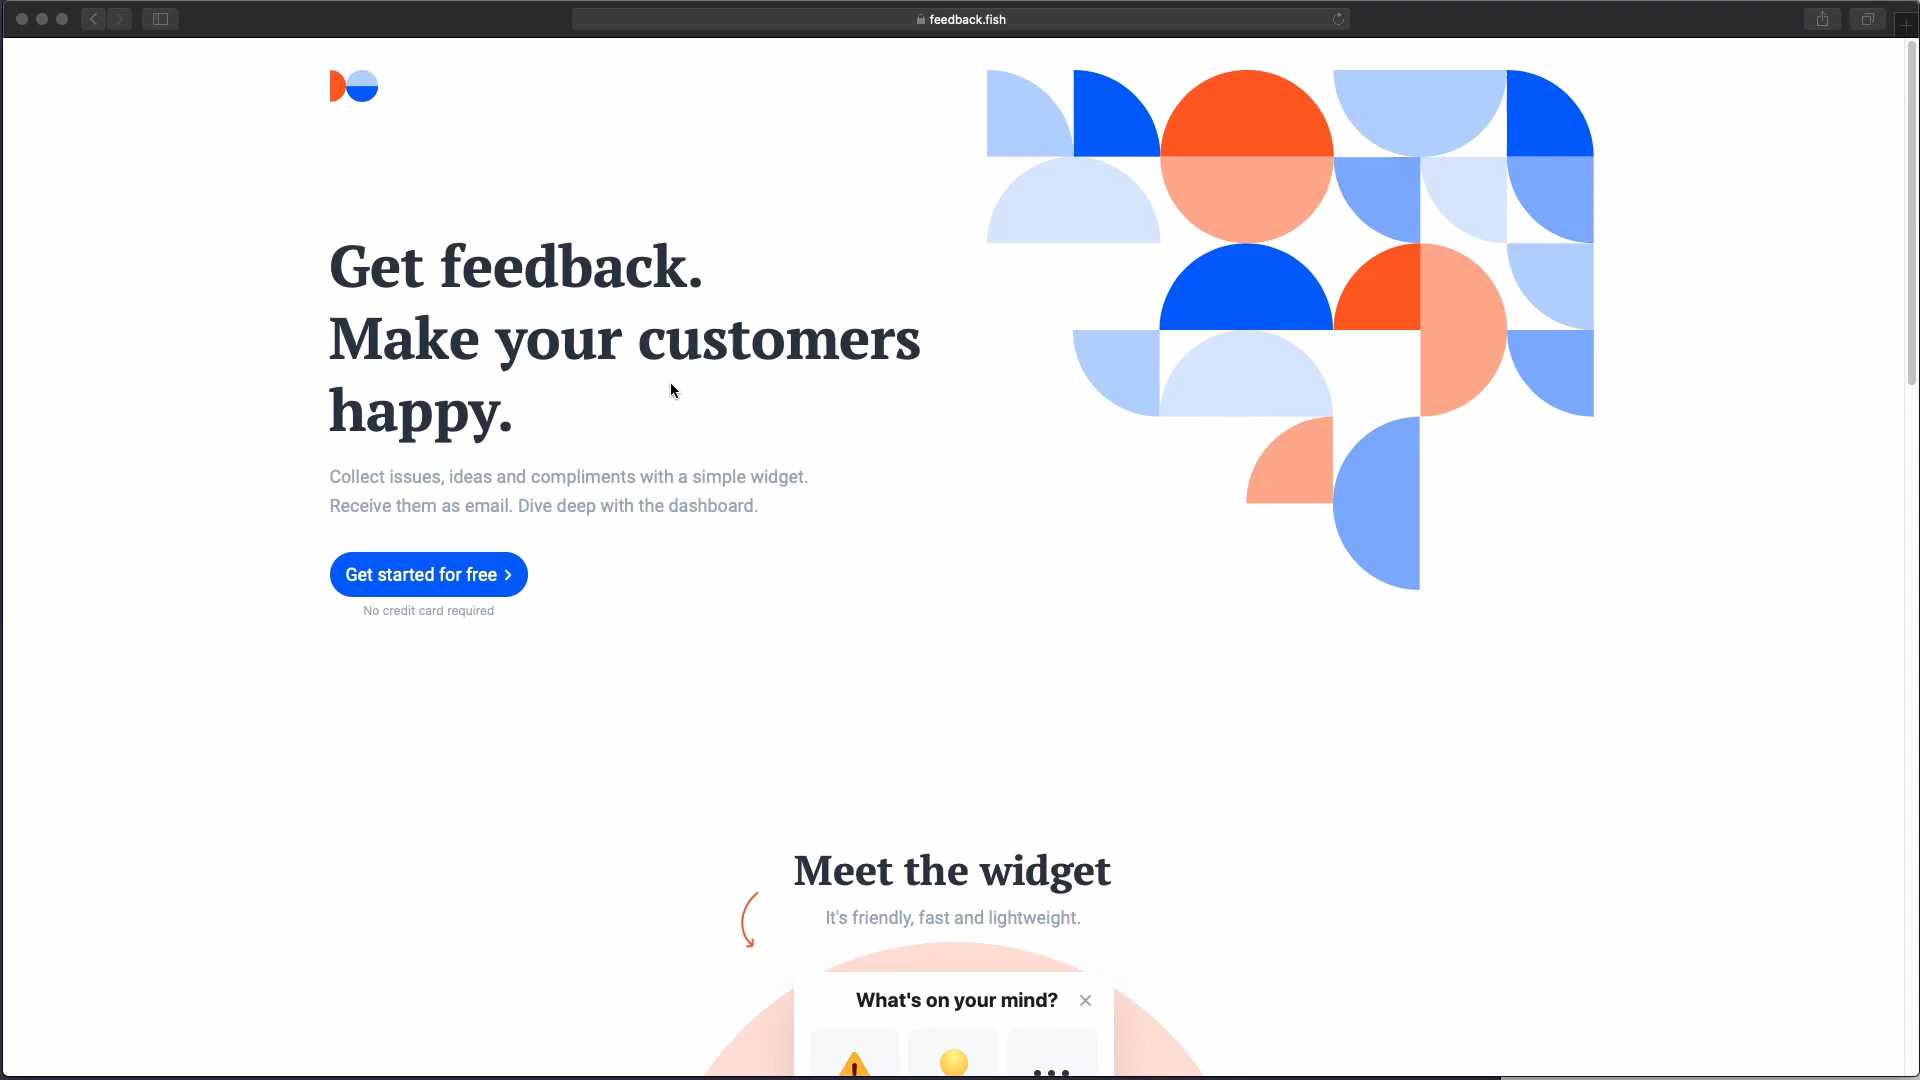 feedback.fish
Get feedback.
Make your customers
happy.
Collect issues, ideas and compliments with a simple widget.
Receive them as email. Dive deep with the dashboard.
Get started for free
No credit card required
Meet the widget
It's friendly, fast and lightweight.
What's on your mind?